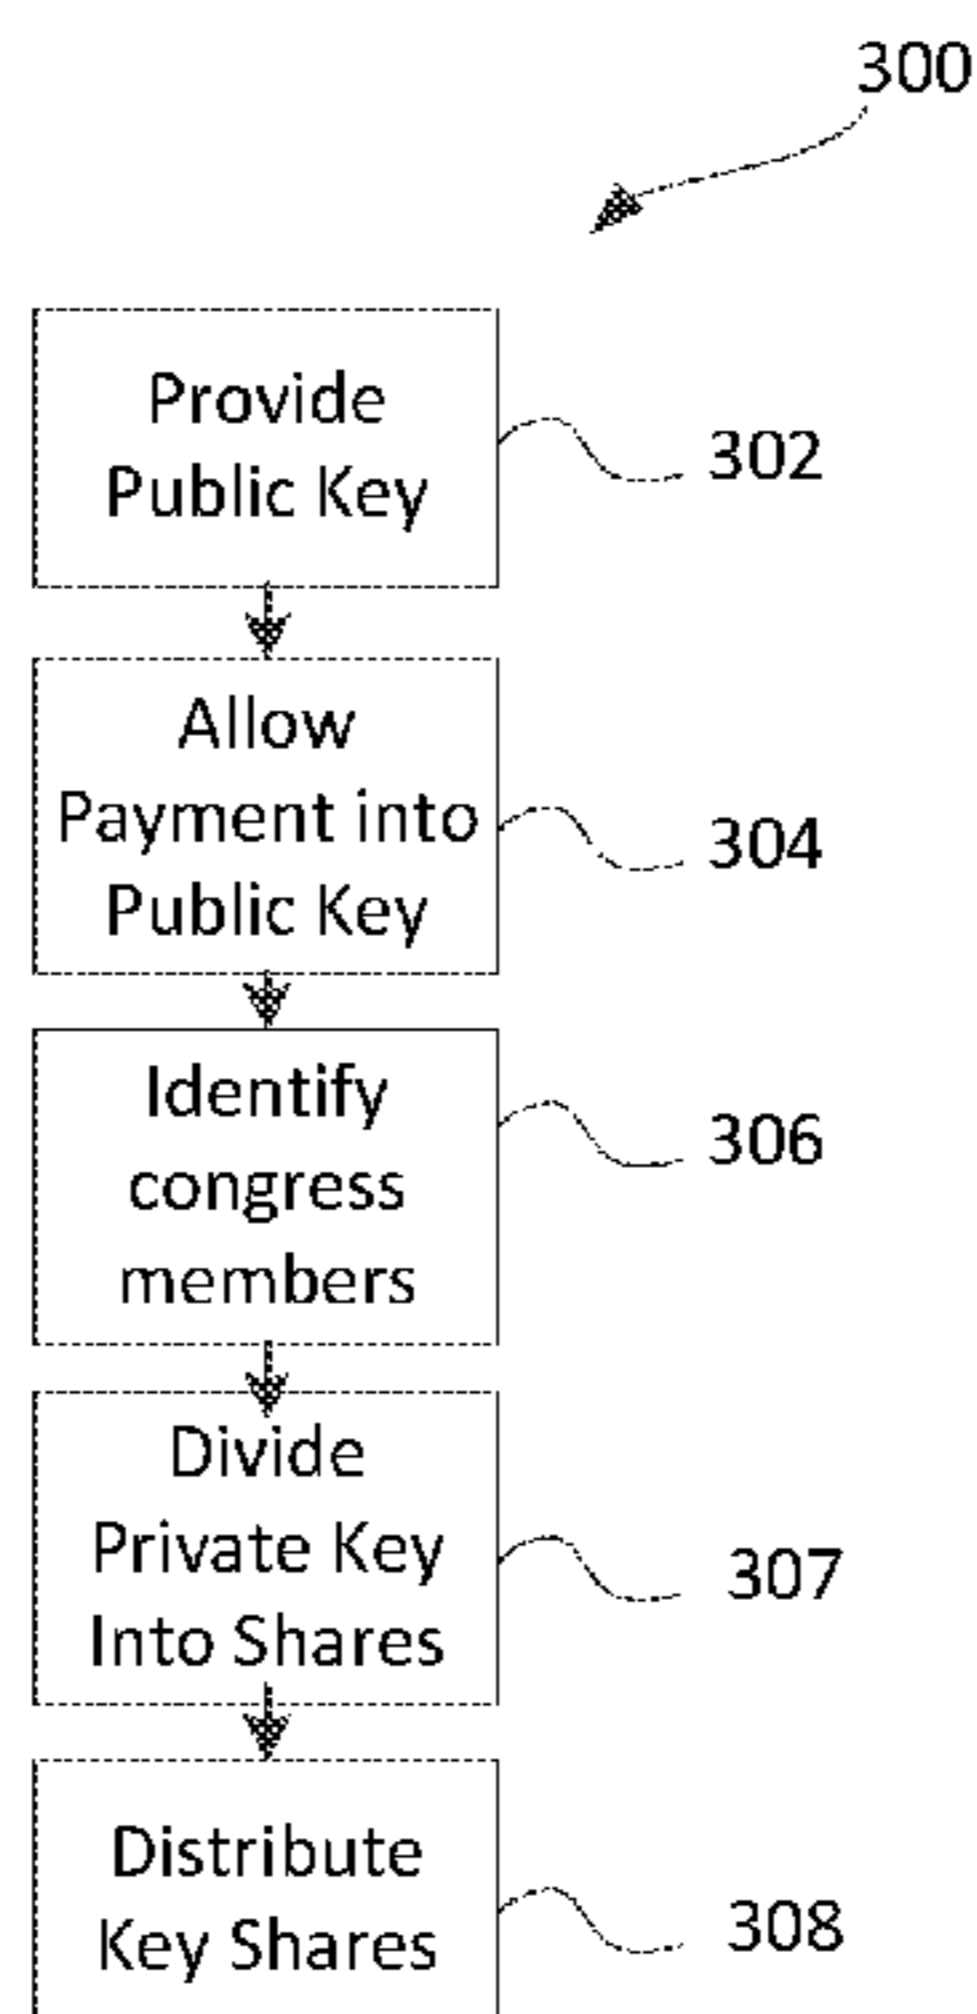 300
Provide
Public Key
302
Allow
Payment into
Public Key
304
Identify
congress
members
306
Divide
Private Key
Into Shares
307
Distribute
Key Shares
308